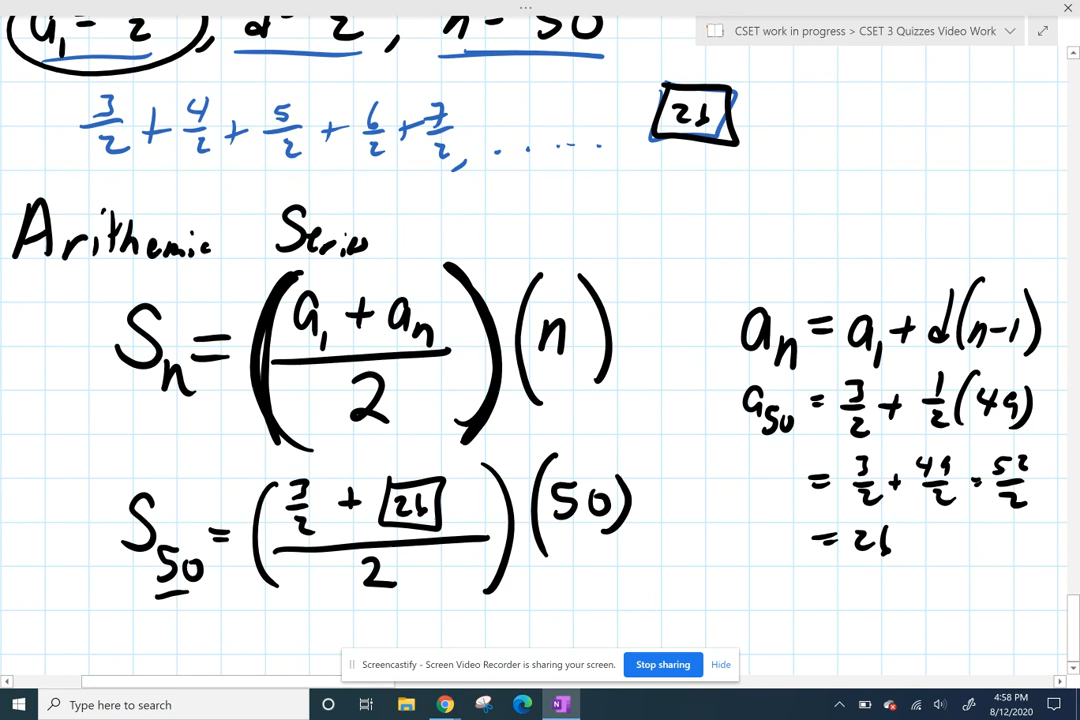 CSET work in progress > CSET 3 Quizzes Video Work
a₁ = 2, d = 2, n = 50
3/2 + 4/2 + 5/2 + 6/2 + 7/2, . . . . . .
26
Arithemic Series
Sₙ = ((a₁ + aₙ)/2)(n)
aₙ = a₁ + d(n-1)
a₅₀ = 3/2 + 1/2(49)
= 3/2 + 49/2 = 52/2
= 26
S₅₀ = ((3/2 + 26)/2)(50)
Screencastify - Screen Video Recorder is sharing your screen.
Stop sharing
Hide
Type here to search
4:58 PM
8/12/2020